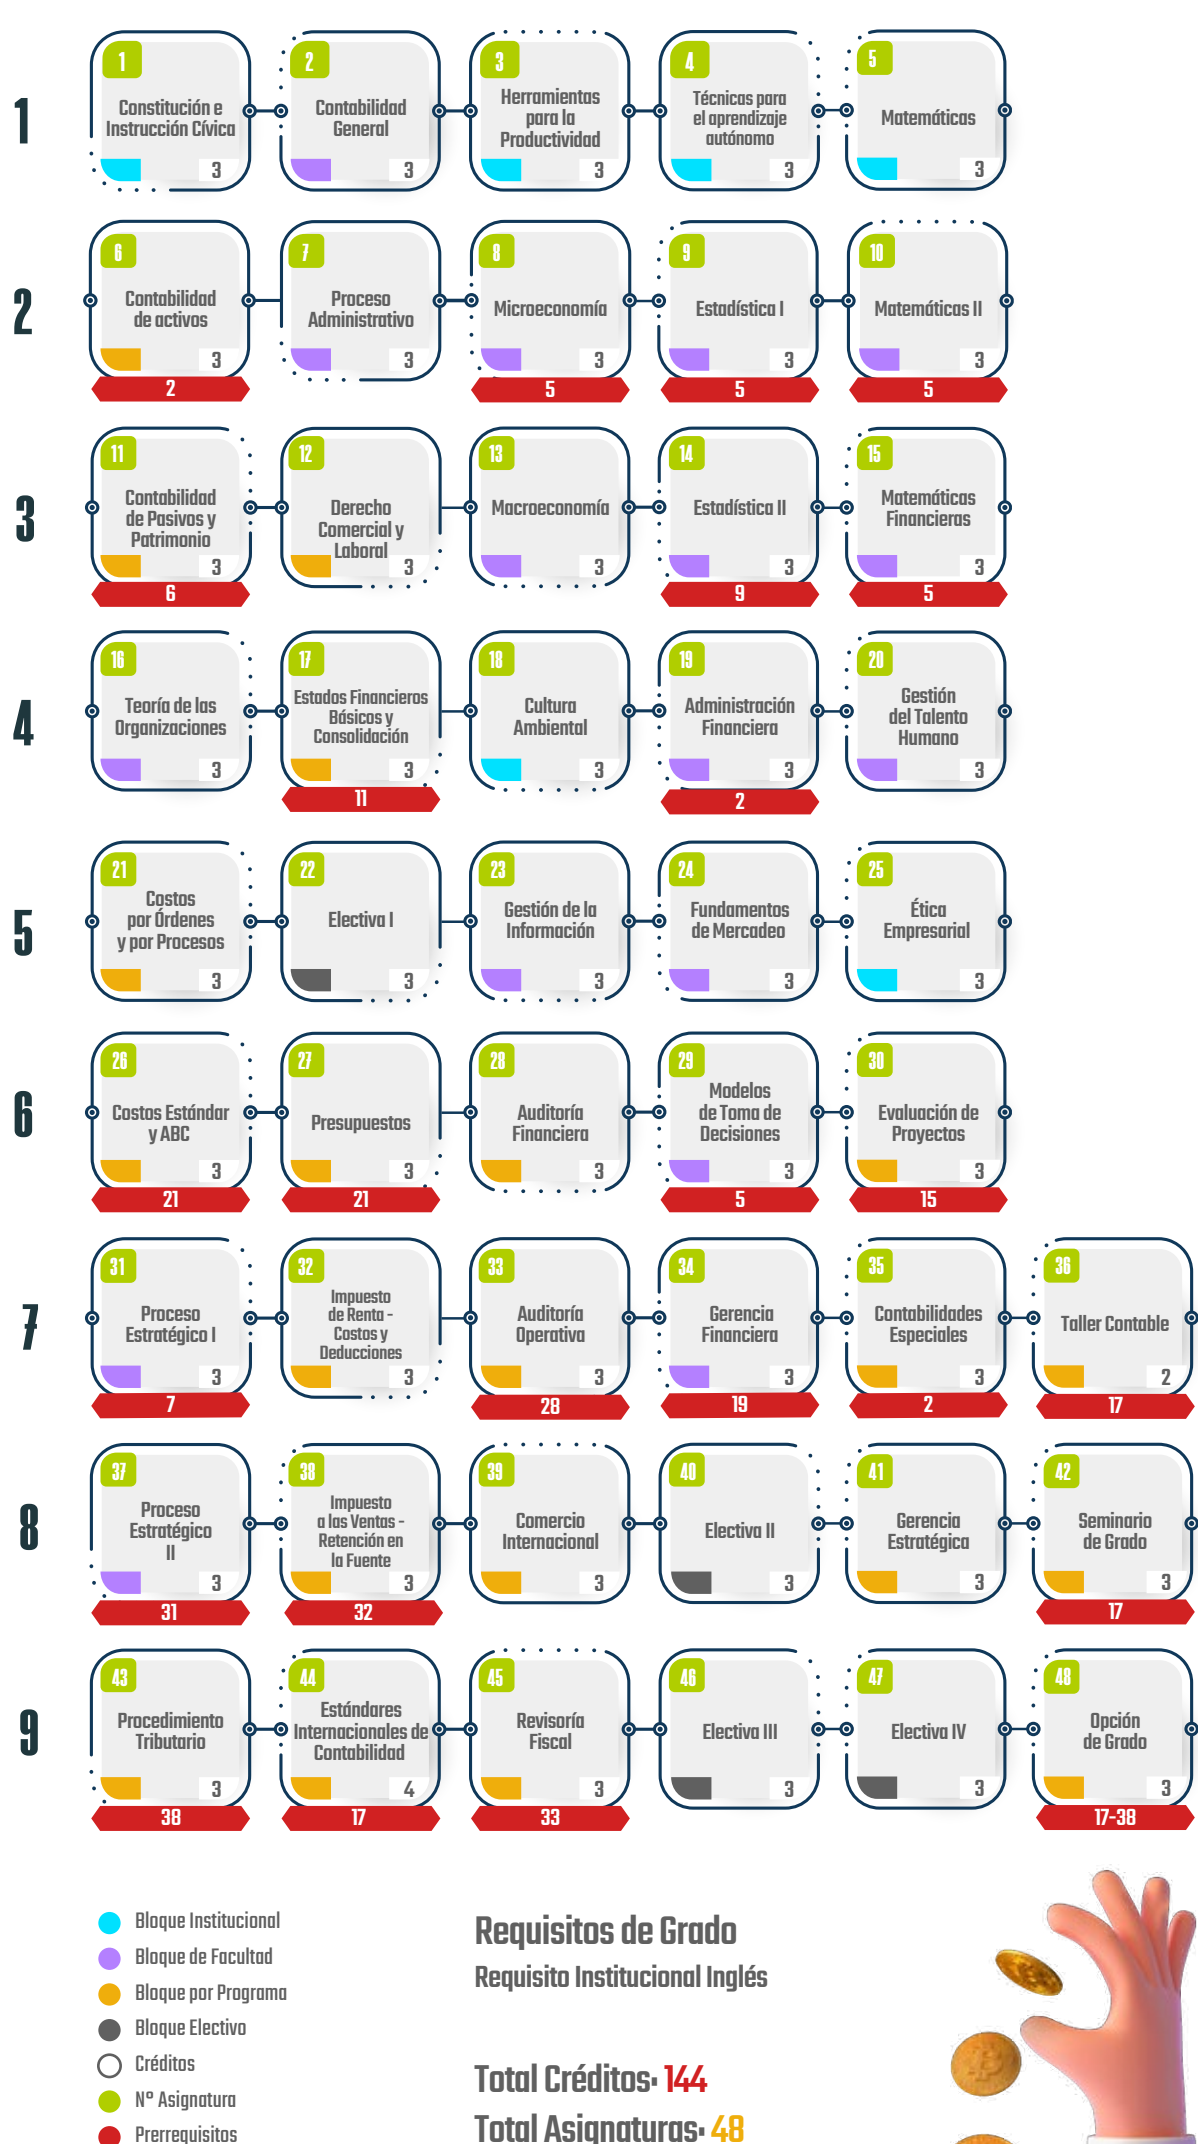 1
1
Constitución e
Instrucción Cívica
3
2
Contabilidad
General
3
3
Herramientas
para la
Productividad
3
4
Técnicas para
el aprendizaje
autónomo
3
5
Matemáticas
3
2
6
Contabilidad
de activos
3
2
7
Proceso
Administrativo
3
8
Microeconomía
3
5
9
Estadística I
3
5
10
Matemáticas II
3
5
3
11
Contabilidad
de Pasivos y
Patrimonio
3
6
12
Derecho
Comercial y
Laboral
3
13
Macroeconomía
3
14
Estadística II
3
9
15
Matemáticas
Financieras
3
5
4
16
Teoría de las
Organizaciones
3
17
Estados Financieros
Básicos y
Consolidación
3
11
18
Cultura
Ambiental
3
19
Administración
Financiera
3
2
20
Gestión
del Talento
Humano
3
5
21
Costos
por Órdenes
y por Procesos
3
22
Electiva I
3
23
Gestión de la
Información
3
24
Fundamentos
de Mercadeo
3
25
Ética
Empresarial
3
6
26
Costos Estándar
y ABC
3
21
27
Presupuestos
3
21
28
Auditoría
Financiera
3
29
Modelos
de Toma de
Decisiones
3
5
30
Evaluación de
Proyectos
3
15
7
31
Proceso
Estratégico I
3
7
32
Impuesto
de Renta -
Costos y
Deducciones
3
33
Auditoría
Operativa
3
28
34
Gerencia
Financiera
3
19
35
Contabilidades
Especiales
3
2
36
Taller Contable
2
17
8
37
Proceso
Estratégico
II
3
31
38
Impuesto
a las Ventas -
Retención en
la Fuente
3
32
39
Comercio
Internacional
3
40
Electiva II
3
41
Gerencia
Estratégica
3
42
Seminario
de Grado
3
17
9
43
Procedimiento
Tributario
3
38
44
Estándares
Internacionales de
Contabilidad
4
17
45
Revisoría
Fiscal
3
33
46
Electiva III
3
47
Electiva IV
3
48
Opción
de Grado
3
17-38
Bloque Institucional
Bloque de Facultad
Bloque por Programa
Bloque Electivo
Créditos
N° Asignatura
Prerrequisitos
Requisitos de Grado
Requisito Institucional Inglés
Total Créditos: 144
Total Asignaturas: 48